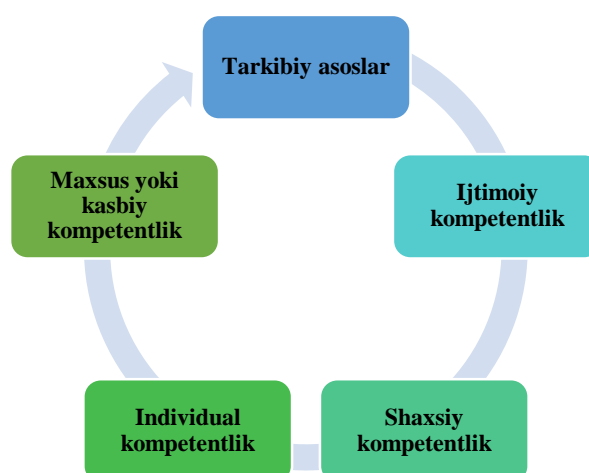 Tarkibiy asoslar
Ijtimoiy
kompetentlik
Shaxsiy
kompetentlik
Individual
kompetentlik
Maxsus yoki
kasbiy
kompetentlik